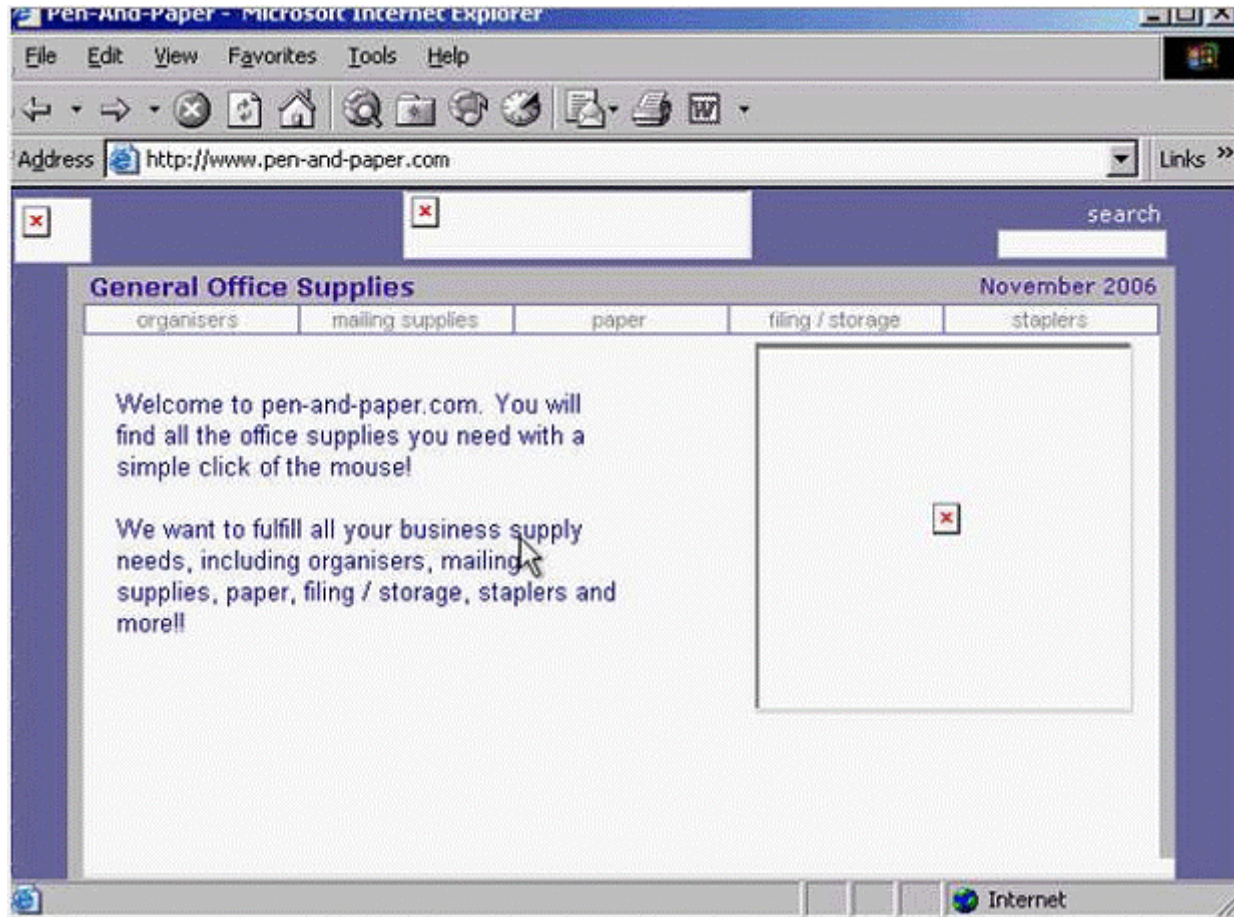 Pen-And-Paper - Microsoft Internet Explorer
File Edit View Favorites Tools Help
Address http://www.pen-and-paper.com Links »
search
General Office Supplies November 2006
organisers mailing supplies paper filing / storage staplers
Welcome to pen-and-paper.com. You will
find all the office supplies you need with a
simple click of the mouse!
We want to fulfill all your business supply
needs, including organisers, mailing
supplies, paper, filing / storage, staplers and
more!!
Internet